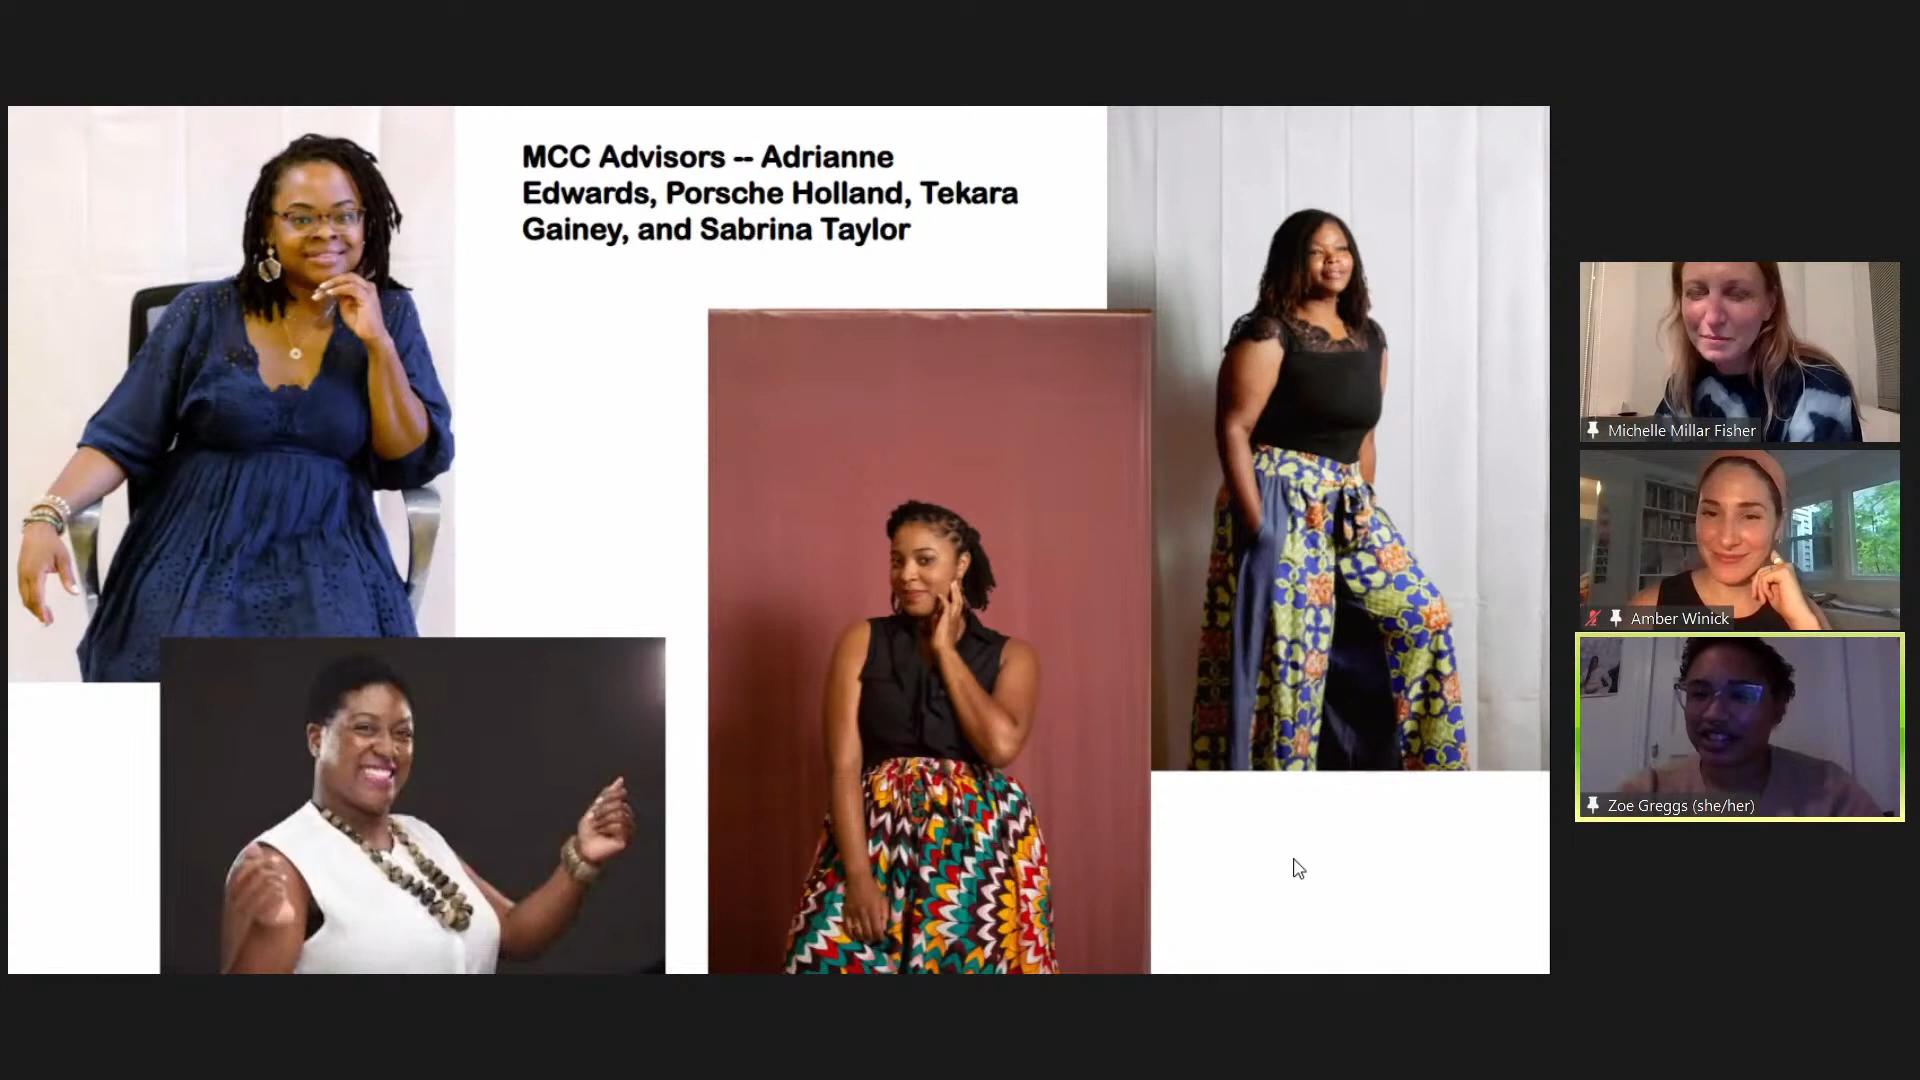 MCC Advisors -- Adrianne
Edwards, Porsche Holland, Tekara
Gainey, and Sabrina Taylor
Michelle Millar Fisher
Amber Winick
Zoe Greggs (she/her)